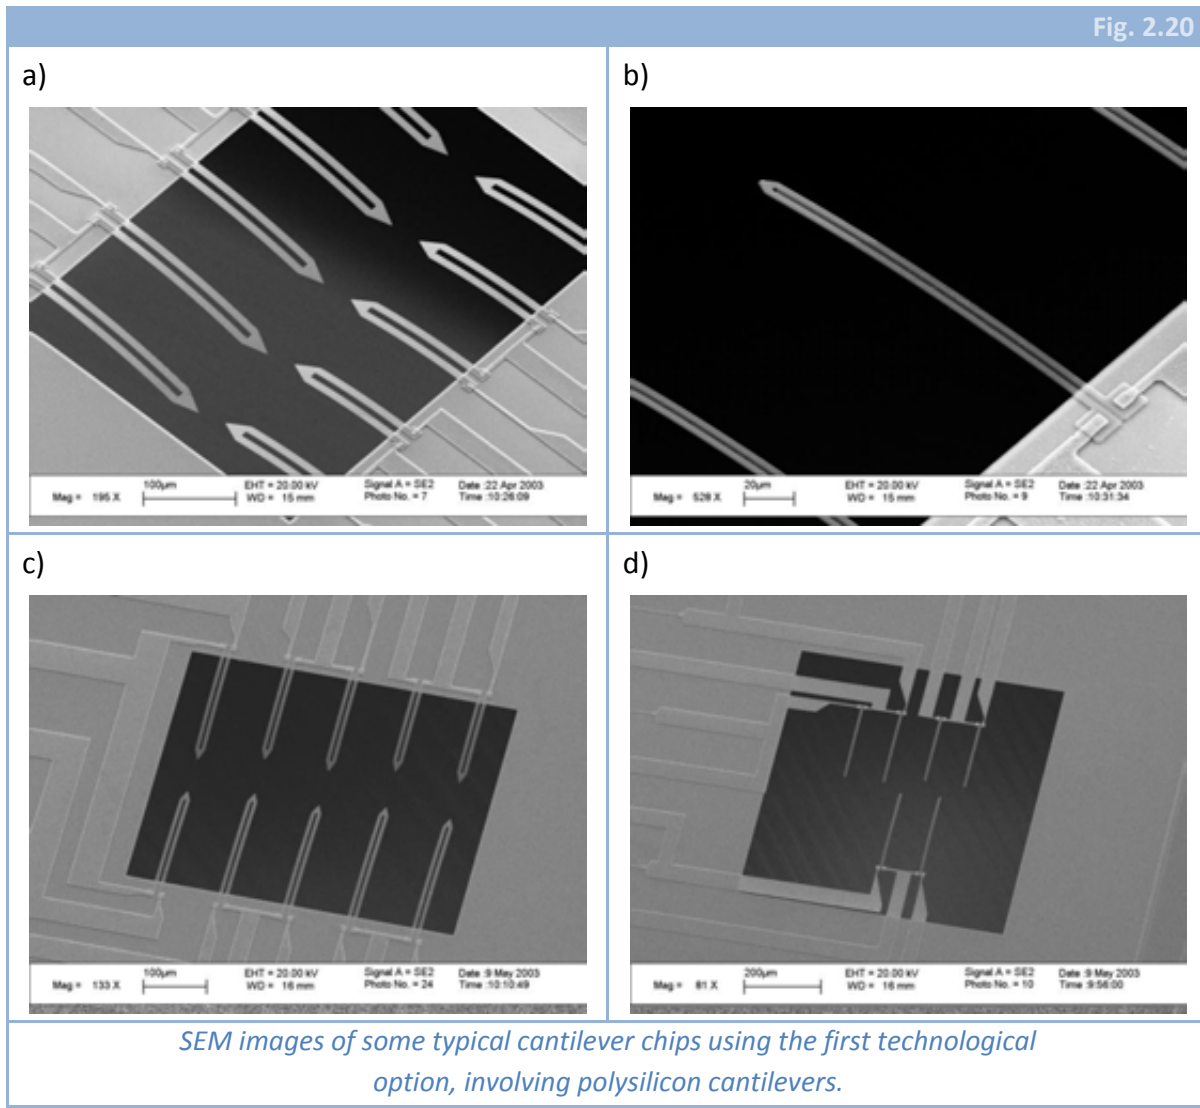 Fig. 2.20
a)
b)
Mag = 195 X 100µm EHT = 20.00 kV WD = 15 mm Signal A = SE2 Photo No. = 7 Date :22 Apr 2003 Time :10:26:09
Mag = 528 X 20µm EHT = 20.00 kV WD = 15 mm Signal A = SE2 Photo No. = 9 Date :22 Apr 2003 Time :10:31:34
c)
d)
Mag = 133 X 100µm EHT = 20.00 kV WD = 16 mm Signal A = SE2 Photo No. = 24 Date :9 May 2003 Time :10:10:49
Mag = 81 X 200µm EHT = 20.00 kV WD = 16 mm Signal A = SE2 Photo No. = 10 Date :9 May 2003 Time :9:56:00
SEM images of some typical cantilever chips using the first technological
option, involving polysilicon cantilevers.